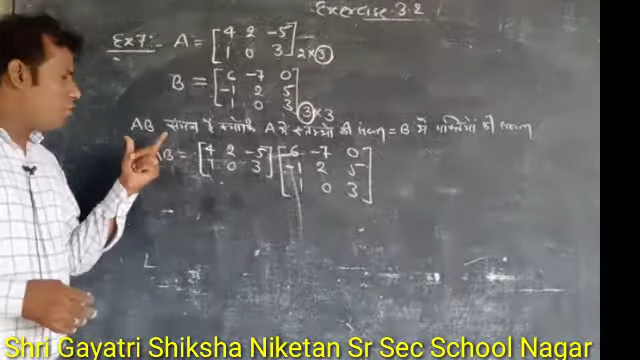 Exercise 3.2
Ex7:- A = [4 2 -5
1 0 3] 2×3
B = [6 -7 0
-1 2 5
1 0 3] 3×3
AB संभव है क्योंकि A में स्तम्भों की संख्या = B में पंक्तियों की संख्या
AB = [4 2 -5 [6 -7 0
1 0 3] -1 2 5
1 0 3]
Shri Gayatri Shiksha Niketan Sr Sec School Nagar